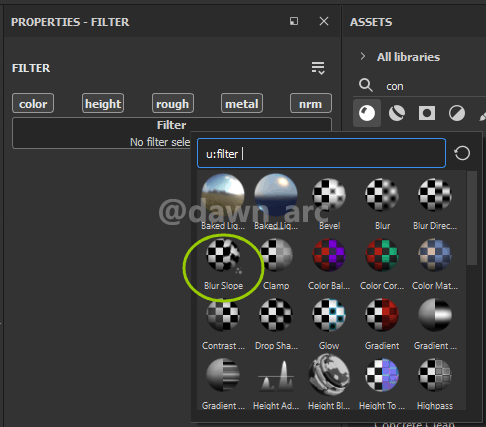 PROPERTIES - FILTER
ASSETS
All libraries
FILTER
con
color height rough metal nrm
Filter
No filter sele
u:filter
@dawn_arc
Baked Lig... Baked Lig... Bevel Blur Blur Direc...
Blur Slope Clamp Color Bal... Color Cor... Color Mat...
Contrast ... Drop Sha... Glow Gradient Gradient ...
Gradient ... Height Ad... Height Bl... Height To ... Highpass
Concrete Clean